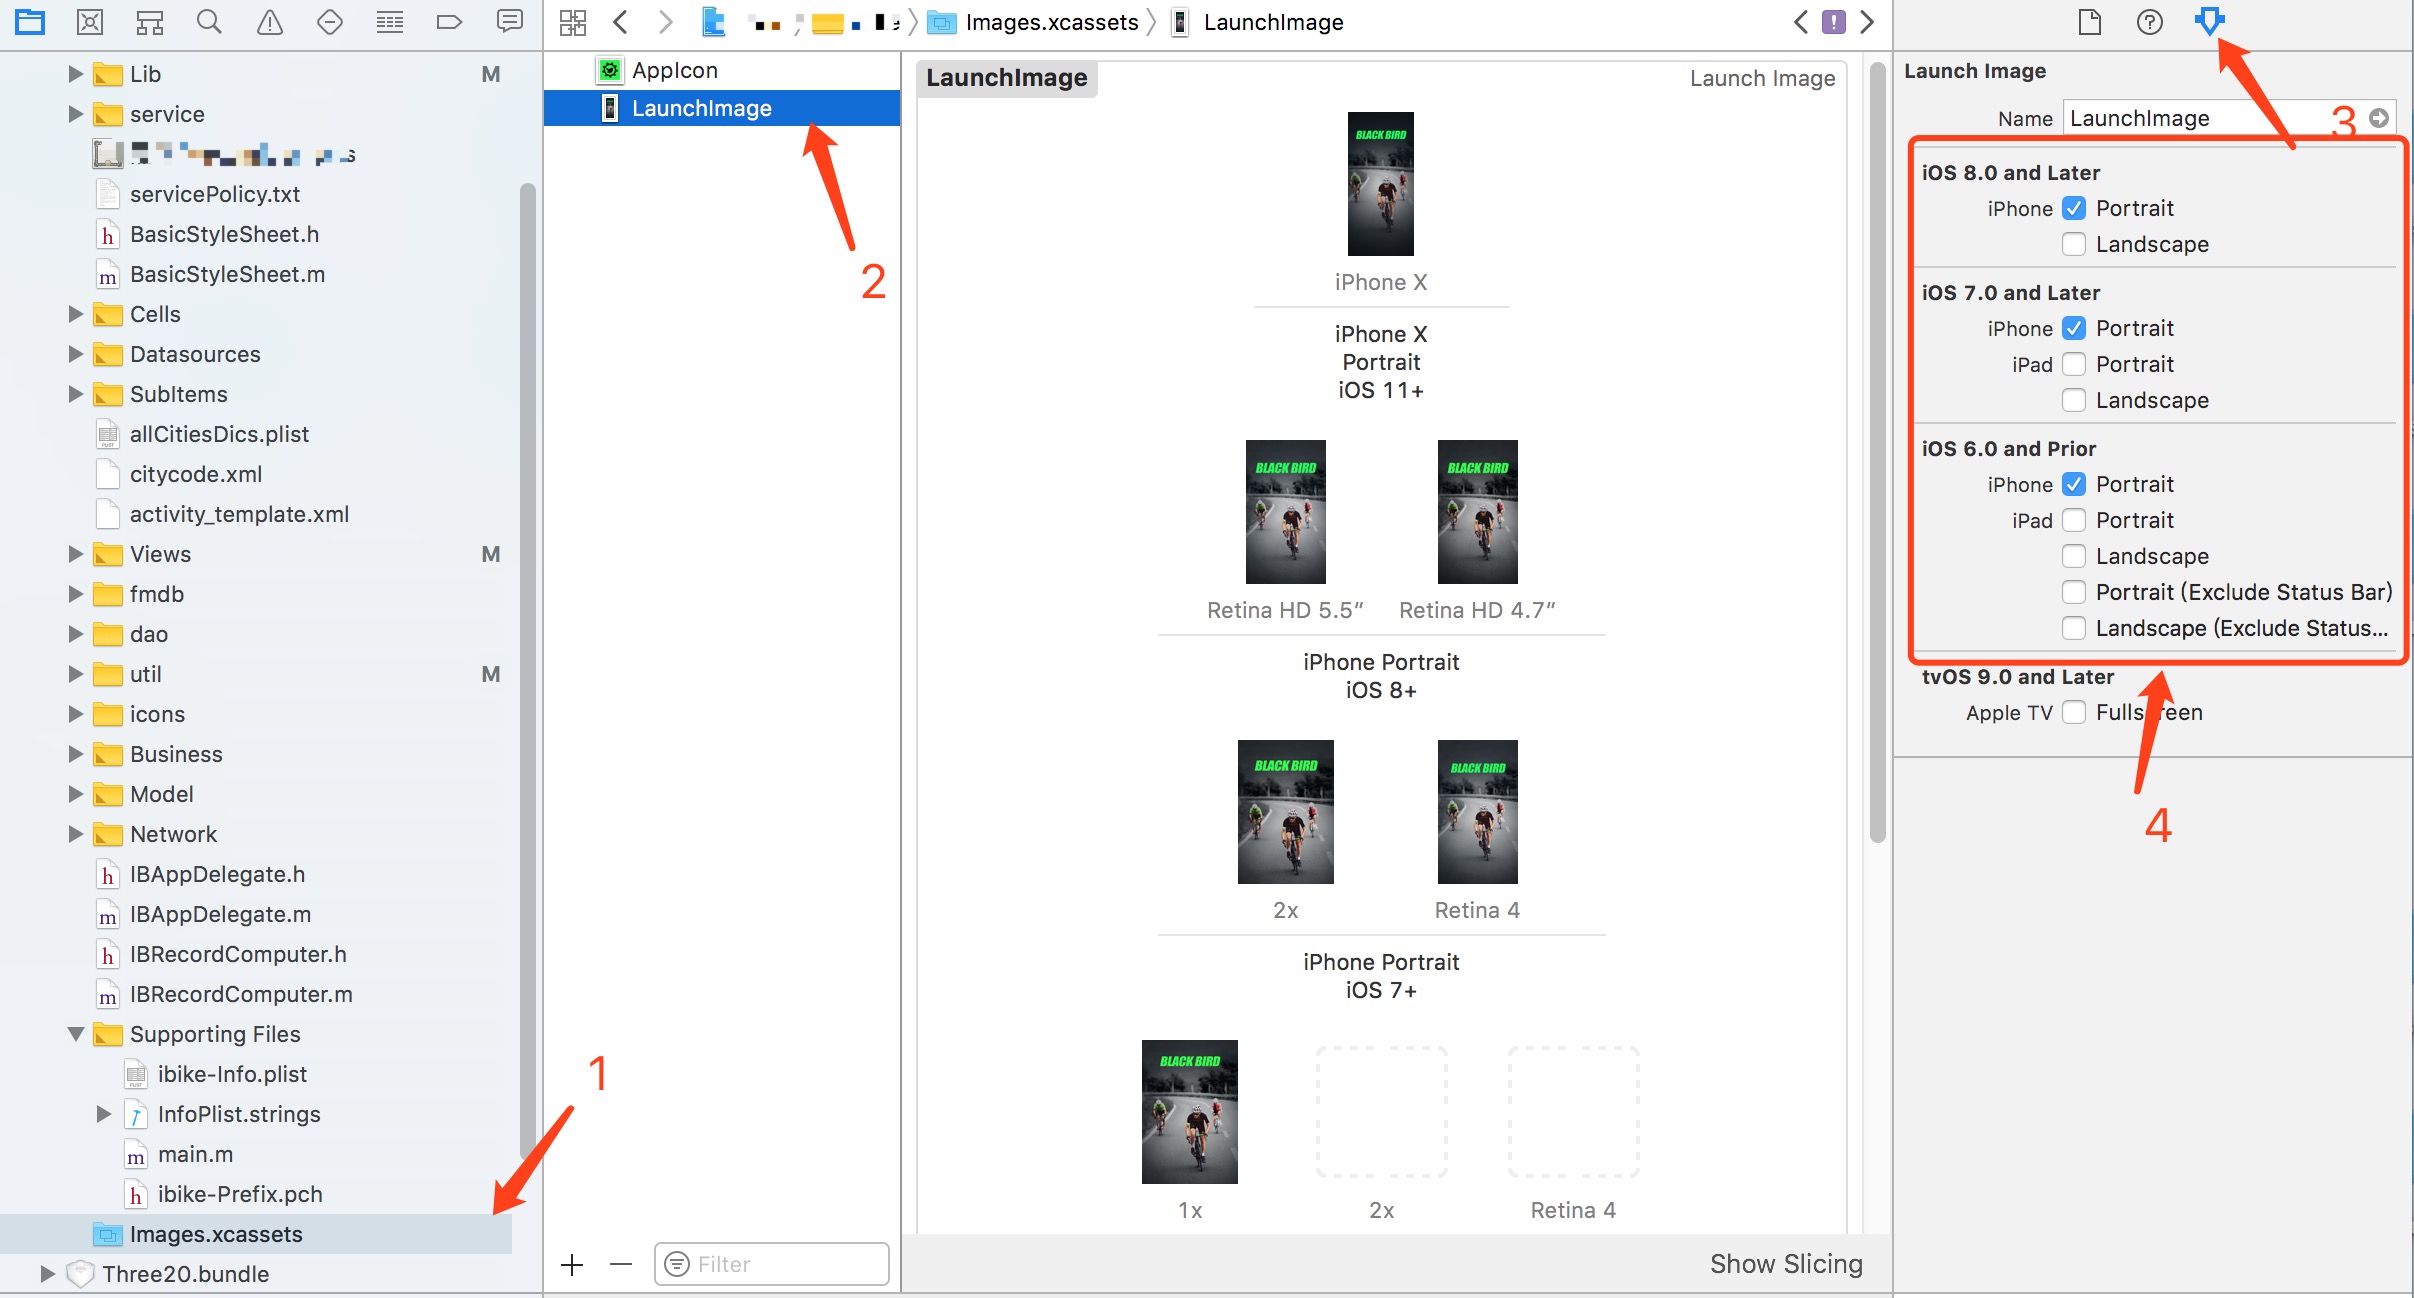 Images.xcassets
LaunchImage
Lib
M
service
s
servicePolicy.txt
BasicStyleSheet.h
BasicStyleSheet.m
Cells
Datasources
SubItems
allCitiesDics.plist
citycode.xml
activity_template.xml
Views
M
fmdb
dao
util
M
icons
Business
Model
Network
IBAppDelegate.h
IBAppDelegate.m
IBRecordComputer.h
IBRecordComputer.m
Supporting Files
ibike-Info.plist
InfoPlist.strings
main.m
ibike-Prefix.pch
Images.xcassets
Three20.bundle
1
AppIcon
LaunchImage
2
Filter
LaunchImage
Launch Image
BLACK BIRD
iPhone X
iPhone X
Portrait
iOS 11+
BLACK BIRD
BLACK BIRD
Retina HD 5.5″
Retina HD 4.7″
iPhone Portrait
iOS 8+
BLACK BIRD
BLACK BIRD
2x
Retina 4
iPhone Portrait
iOS 7+
BLACK BIRD
1x
2x
Retina 4
Show Slicing
Launch Image
Name LaunchImage
3
iOS 8.0 and Later
iPhone Portrait
Landscape
iOS 7.0 and Later
iPhone Portrait
iPad Portrait
Landscape
iOS 6.0 and Prior
iPhone Portrait
iPad Portrait
Landscape
Portrait (Exclude Status Bar)
Landscape (Exclude Status...
tvOS 9.0 and Later
Apple TV Fullscreen
4